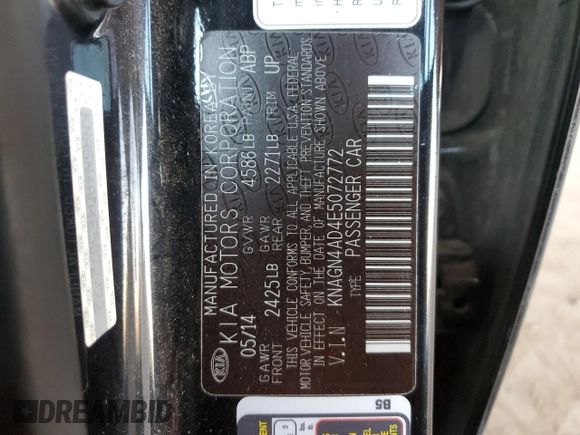 MANUFACTURED IN KOREA
KIA MOTORS CORPORATION
05/14 GVWR 4586LB ABP
GAWR FRONT 2425LB GAWR REAR 2271LB TRIM UP
THIS VEHICLE CONFORMS TO ALL APPLICABLE U.S.A. FEDERAL
MOTOR VEHICLE SAFETY, BUMPER, AND THEFT PREVENTION STANDARDS
IN EFFECT ON THE DATE OF MANUFACTURE SHOWN ABOVE.
V.I.N KNAGN4AD4E5072772
TYPE PASSENGER CAR
KIA
B5
DREAMBID